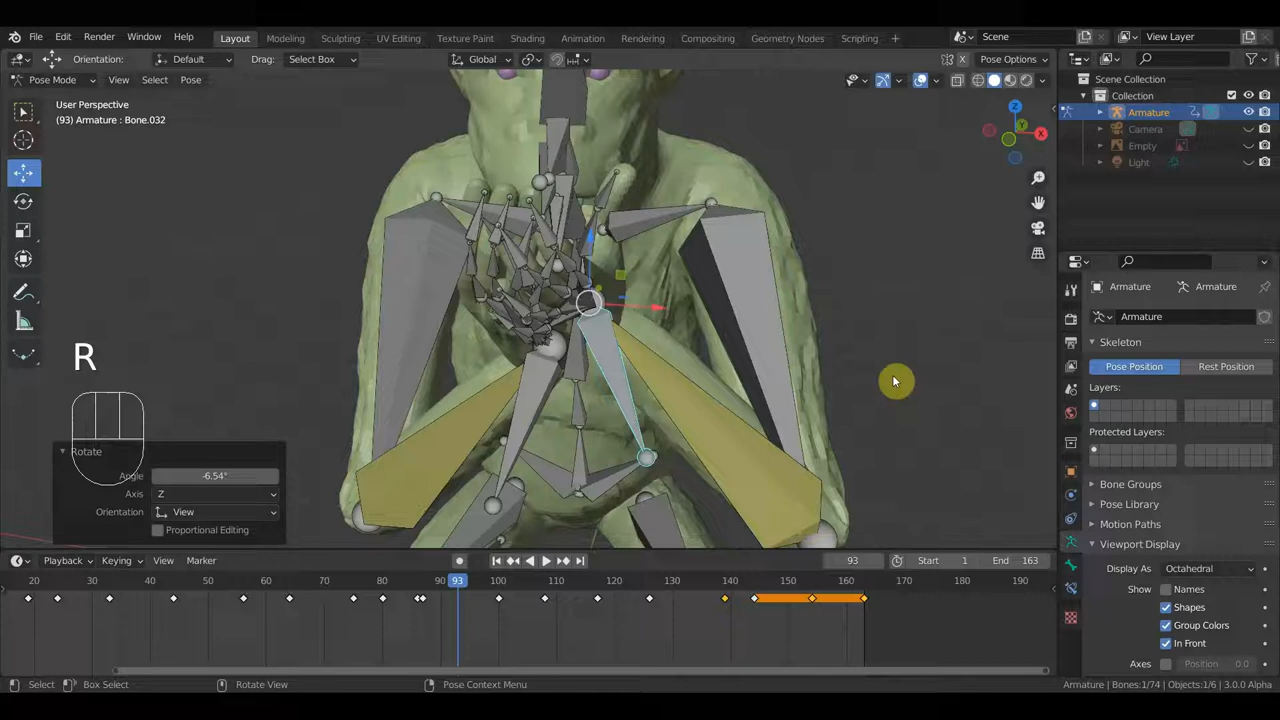 File Edit Render Window Help Layout Modeling Sculpting UV Editing Texture Paint Shading Animation Rendering Compositing Geometry Nodes Scripting + Scene View Layer
Orientation: Default Drag: Select Box Global Pose Options
Pose Mode View Select Pose
Scene Collection
Collection
Armature
Camera
Empty
Light
User Perspective
(93) Armature : Bone.032
Z
Y
X
R
Rotate
Angle -6.54°
Axis Z
Orientation View
Proportional Editing
Armature Armature
Armature
Skeleton
Pose Position Rest Position
Layers:
Protected Layers:
Bone Groups
Pose Library
Motion Paths
Viewport Display
Display As Octahedral
Show Names
Shapes
Group Colors
In Front
Axes Position 0.0
Playback Keying View Marker 93 Start 1 End 163
20 30 40 50 60 70 80 90 93 100 110 120 130 140 150 160 170 180 190
Select Box Select Rotate View Pose Context Menu Armature | Bones:1/74 | Objects:1/6 | 3.0.0 Alpha